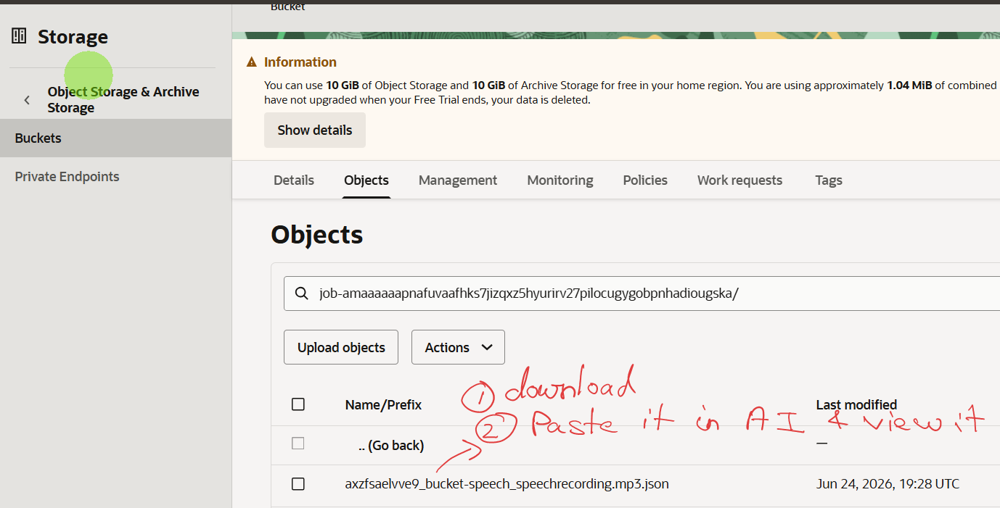 Bucket
Storage
Object Storage & Archive
Storage
Buckets
Private Endpoints
Information
You can use 10 GiB of Object Storage and 10 GiB of Archive Storage for free in your home region. You are using approximately 1.04 MiB of combined
have not upgraded when your Free Trial ends, your data is deleted.
Show details
Details Objects Management Monitoring Policies Work requests Tags
Objects
job-amaaaaaapnafuvaafhks7jizqxz5hyurirv27pilocugygobpnhadiougska/
Upload objects Actions
① download
Name/Prefix Last modified
② Paste it in AI & view it
.. (Go back) —
axzfsaelvve9_bucket-speech_speechrecording.mp3.json Jun 24, 2026, 19:28 UTC